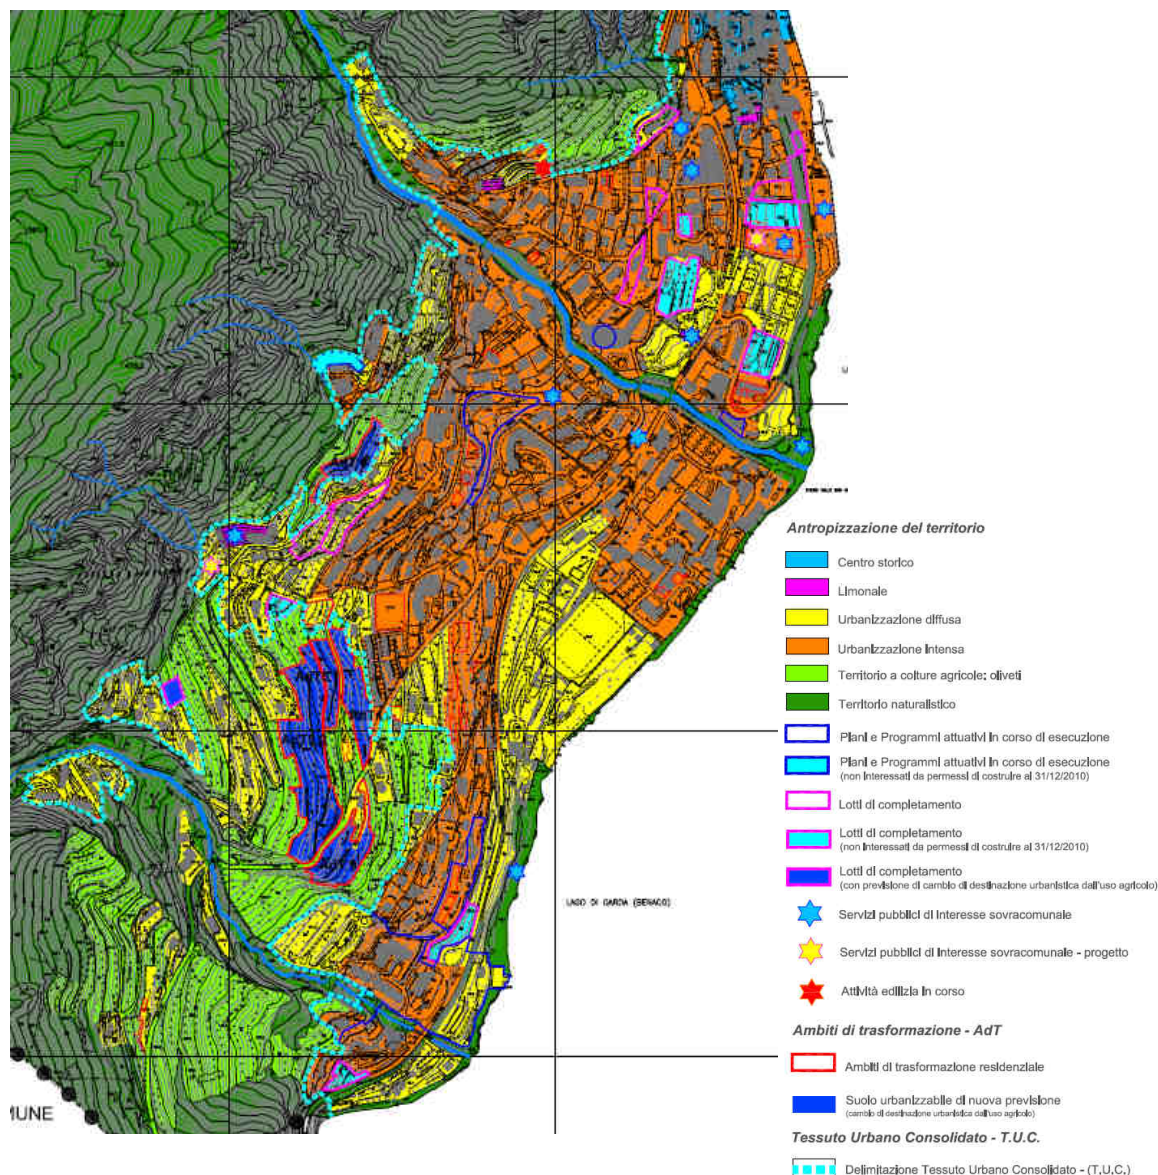 Antropizzazione del territorio
Centro storico
Limonale
Urbanizzazione diffusa
Urbanizzazione intensa
Territorio a colture agricole: oliveti
Territorio naturalistico
Piani e Programmi attuativi in corso di esecuzione
Piani e Programmi attuativi in corso di esecuzione
(non interessati da permessi di costruire al 31/12/2010)
Lotti di completamento
Lotti di completamento
(non interessati da permessi di costruire al 31/12/2010)
Lotti di completamento
(con previsione di cambio di destinazione urbanistica dall'uso agricolo)
LAGO DI GARDA (BENACO)
Servizi pubblici di interesse sovracomunale
Servizi pubblici di interesse sovracomunale - progetto
Attività edilizia in corso
Ambiti di trasformazione - AdT
Ambiti di trasformazione residenziale
Suolo urbanizzabile di nuova previsione
(cambio di destinazione urbanistica dall'uso agricolo)
MUNE
Tessuto Urbano Consolidato - T.U.C.
Delimitazione Tessuto Urbano Consolidato - (T.U.C.)